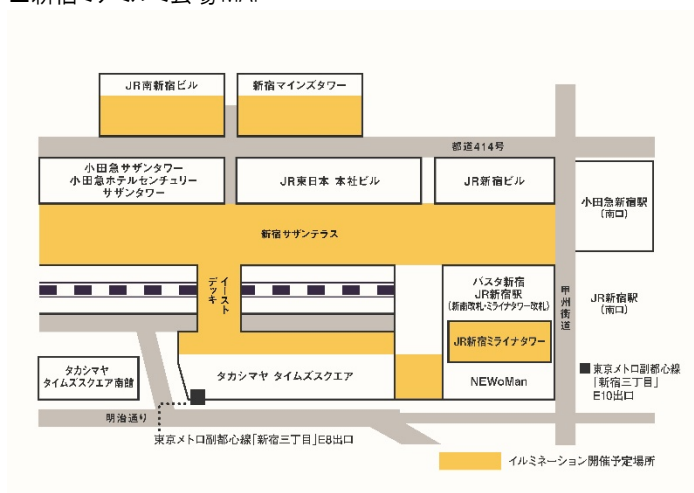 JR南新宿ビル
新宿マインズタワー
都道414号
小田急サザンタワー
小田急ホテルセンチュリー
サザンタワー
JR東日本 本社ビル
JR新宿ビル
小田急新宿駅
(南口)
新宿サザンテラス
イースト
デッキ
バスタ新宿
JR新宿駅
(新南改札・ミライナタワー改札)
甲州街道
JR新宿駅
(南口)
JR新宿ミライナタワー
タカシマヤ
タイムズスクエア南館
タカシマヤ タイムズスクエア
NEWoMan
東京メトロ副都心線
「新宿三丁目」
E10出口
明治通り
東京メトロ副都心線「新宿三丁目」E8出口
イルミネーション開催予定場所